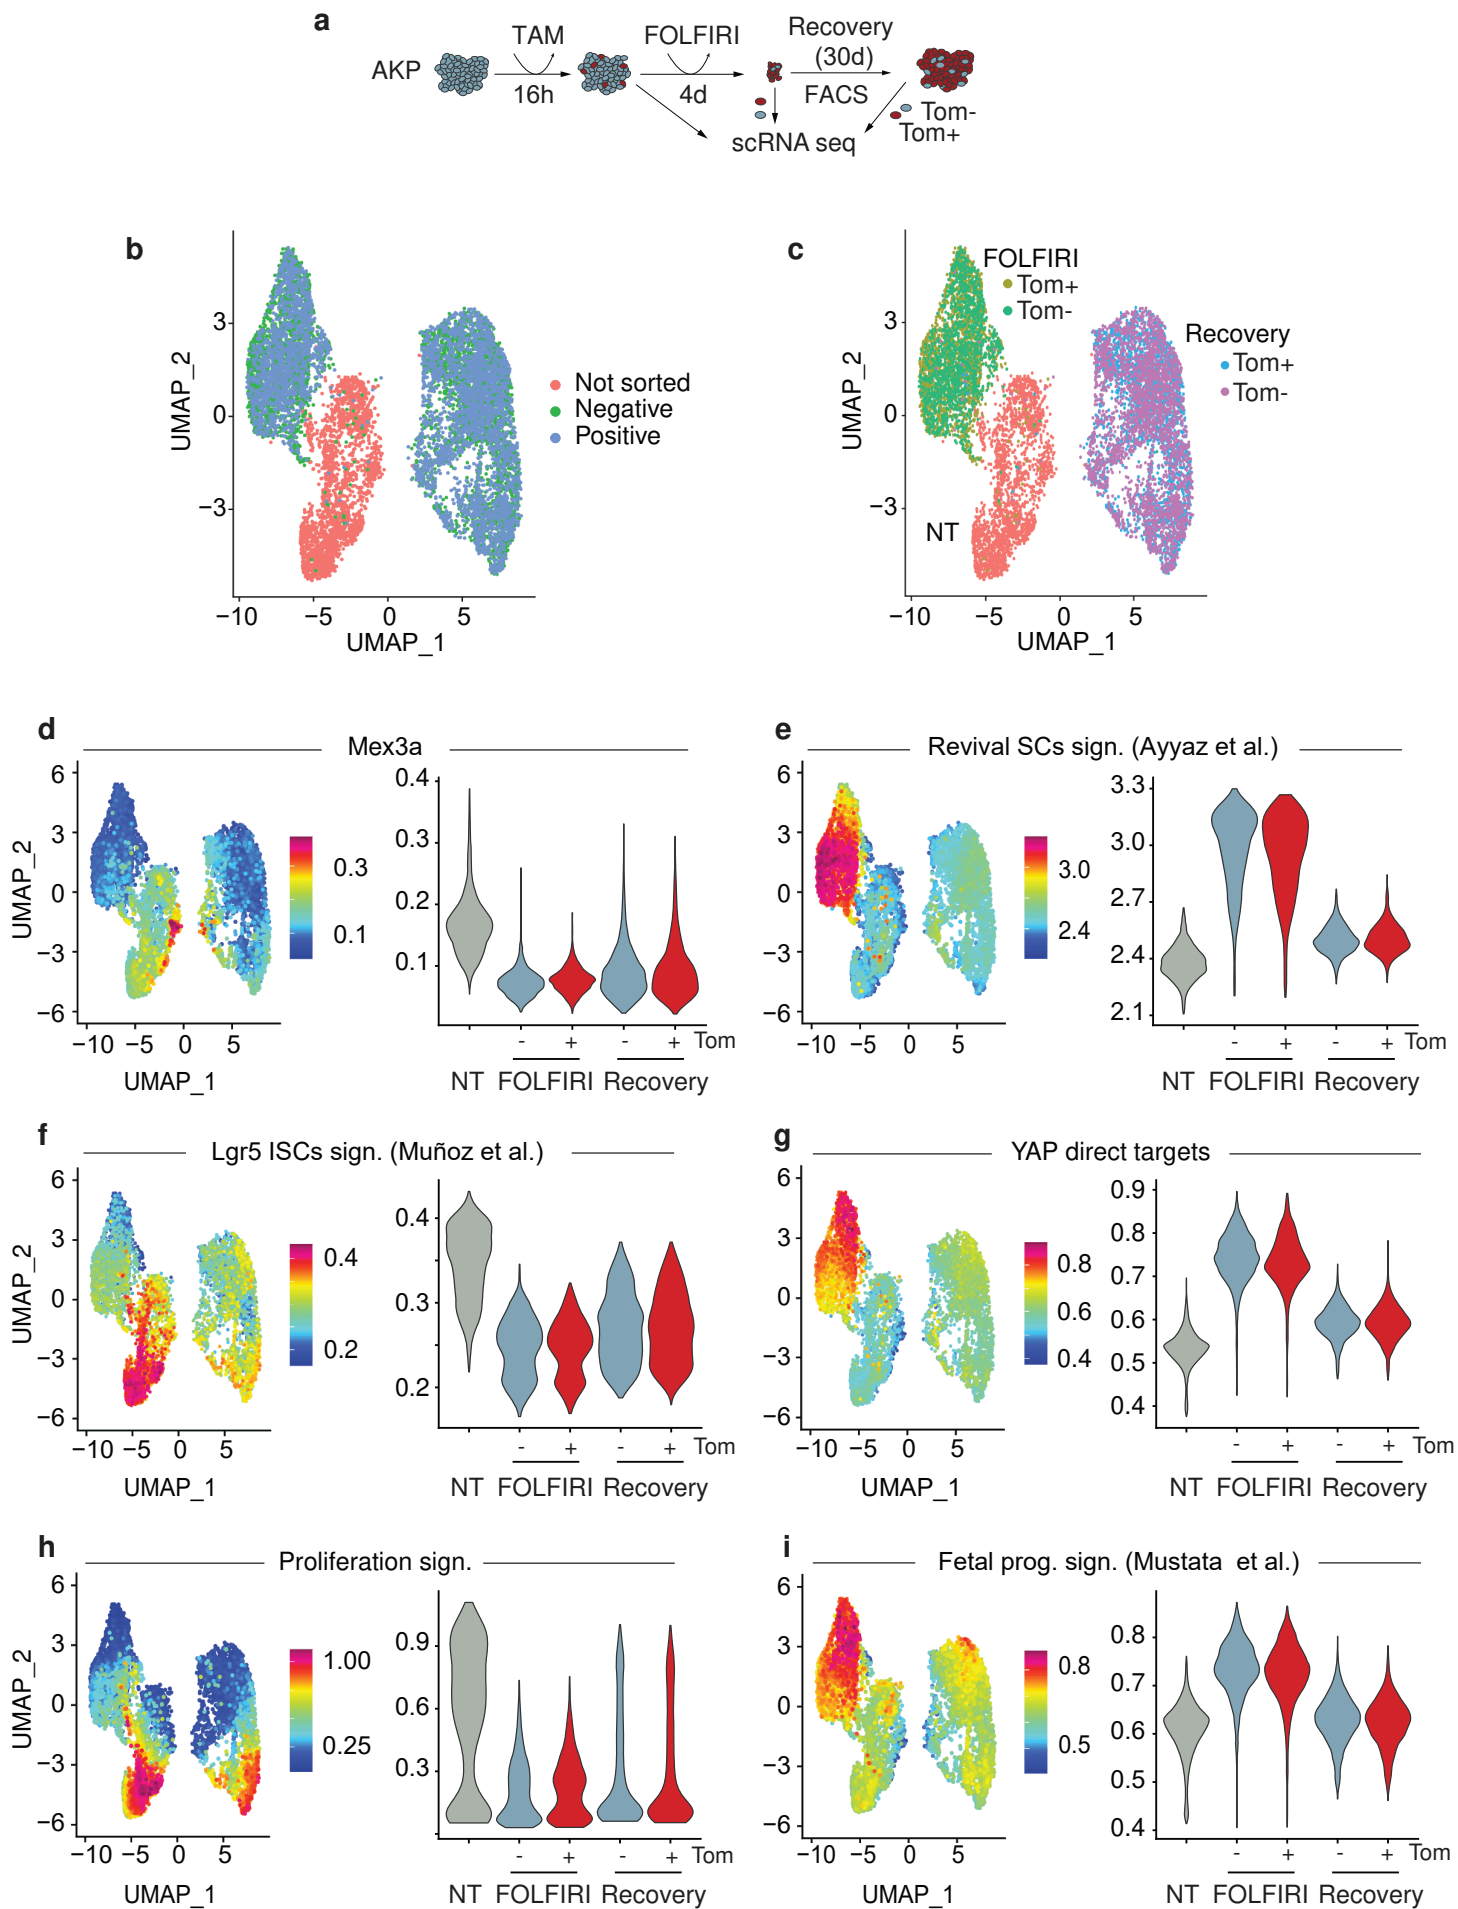 a
TAM
FOLFIRI
Recovery
(30d)
AKP
16h
4d
FACS
Tom-
Tom+
scRNA seq
b
3
0
−3
UMAP_2
−10
−5
0
5
UMAP_1
Not sorted
Negative
Positive
c
3
0
−3
UMAP_2
−10
−5
0
5
UMAP_1
FOLFIRI
Tom+
Tom-
Recovery
Tom+
Tom-
NT
d
Mex3a
6
3
0
−3
−6
UMAP_2
−10 −5 0 5
UMAP_1
0.3
0.1
0.4
0.3
0.2
0.1
- + - + Tom
NT FOLFIRI Recovery
e
Revival SCs sign. (Ayyaz et al.)
6
3
0
−3
−6
UMAP_2
−10 −5 0 5
3.0
2.4
3.3
3.0
2.7
2.4
2.1
- + - + Tom
NT FOLFIRI Recovery
f
Lgr5 ISCs sign. (Muñoz et al.)
6
3
0
−3
−6
UMAP_2
−10 −5 0 5
UMAP_1
0.4
0.2
0.4
0.3
0.2
- + - + Tom
NT FOLFIRI Recovery
g
YAP direct targets
6
3
0
−3
−6
−10 −5 0 5
UMAP_1
0.8
0.6
0.4
0.9
0.8
0.7
0.6
0.5
0.4
- + - + Tom
NT FOLFIRI Recovery
h
Proliferation sign.
6
3
0
−3
−6
UMAP_2
−10 −5 0 5
UMAP_1
1.00
0.25
0.9
0.6
0.3
- + - + Tom
NT FOLFIRI Recovery
i
Fetal prog. sign. (Mustata et al.)
6
3
0
−3
−6
−10 −5 0 5
UMAP_1
0.8
0.5
0.8
0.7
0.6
0.5
0.4
- + - + Tom
NT FOLFIRI Recovery